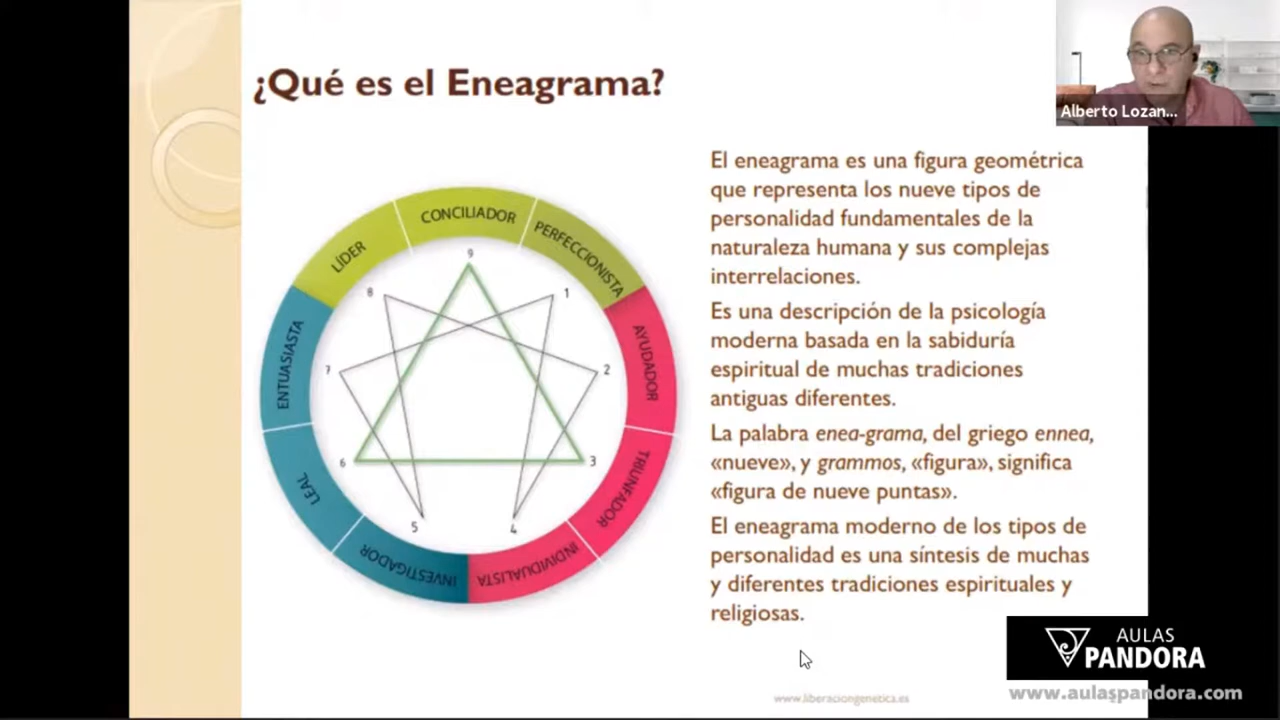 ¿Qué es el Eneagrama?
Alberto Lozan...
CONCILIADOR
PERFECCIONISTA
AYUDADOR
TRIUNFADOR
INDIVIDUALISTA
INVESTIGADOR
LEAL
ENTUASIASTA
LÍDER
9
1
2
3
4
5
6
7
8
El eneagrama es una figura geométrica
que representa los nueve tipos de
personalidad fundamentales de la
naturaleza humana y sus complejas
interrelaciones.
Es una descripción de la psicología
moderna basada en la sabiduría
espiritual de muchas tradiciones
antiguas diferentes.
La palabra enea-grama, del griego ennea,
«nueve», y grammos, «figura», significa
«figura de nueve puntas».
El eneagrama moderno de los tipos de
personalidad es una síntesis de muchas
y diferentes tradiciones espirituales y
religiosas.
AULAS
PANDORA
www.aulaspandora.com
www.liberaciongenetica.es